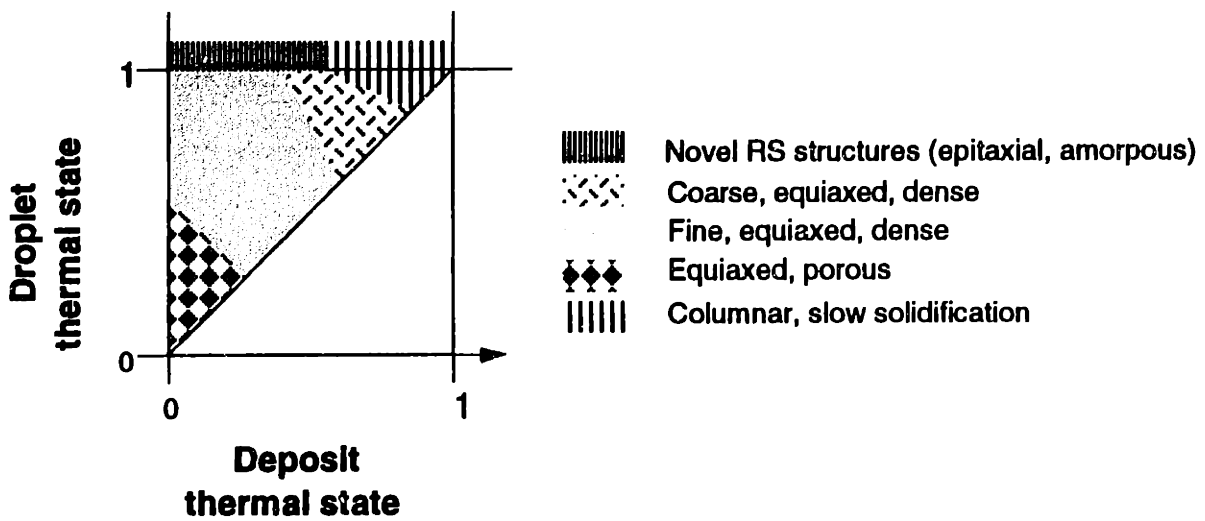 1
Droplet
thermal state
0
0
1
Deposit
thermal state
Novel RS structures (epitaxial, amorpous)
Coarse, equiaxed, dense
Fine, equiaxed, dense
Equiaxed, porous
Columnar, slow solidification